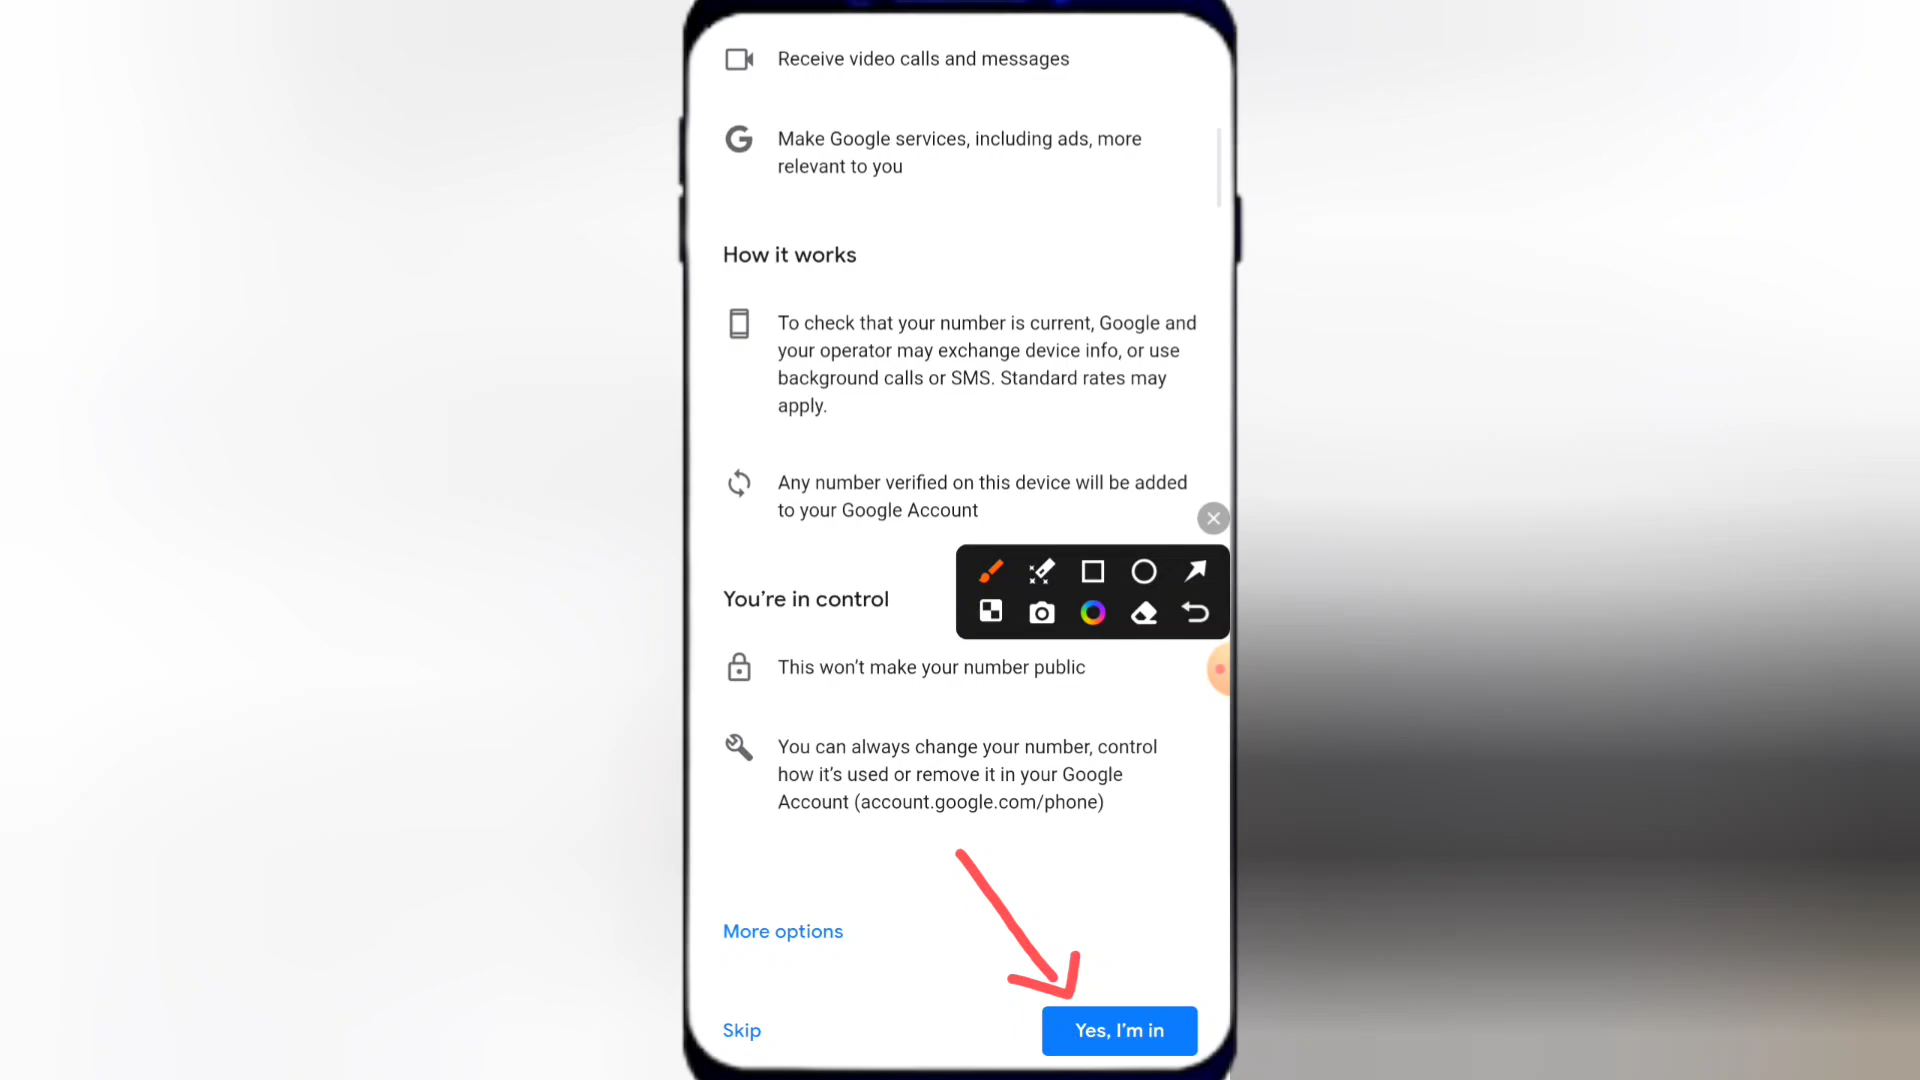 Receive video calls and messages
Make Google services, including ads, more
relevant to you
How it works
To check that your number is current, Google and
your operator may exchange device info, or use
background calls or SMS. Standard rates may
apply.
Any number verified on this device will be added
to your Google Account
You’re in control
This won’t make your number public
You can always change your number, control
how it’s used or remove it in your Google
Account (account.google.com/phone)
More options
Skip
Yes, I’m in